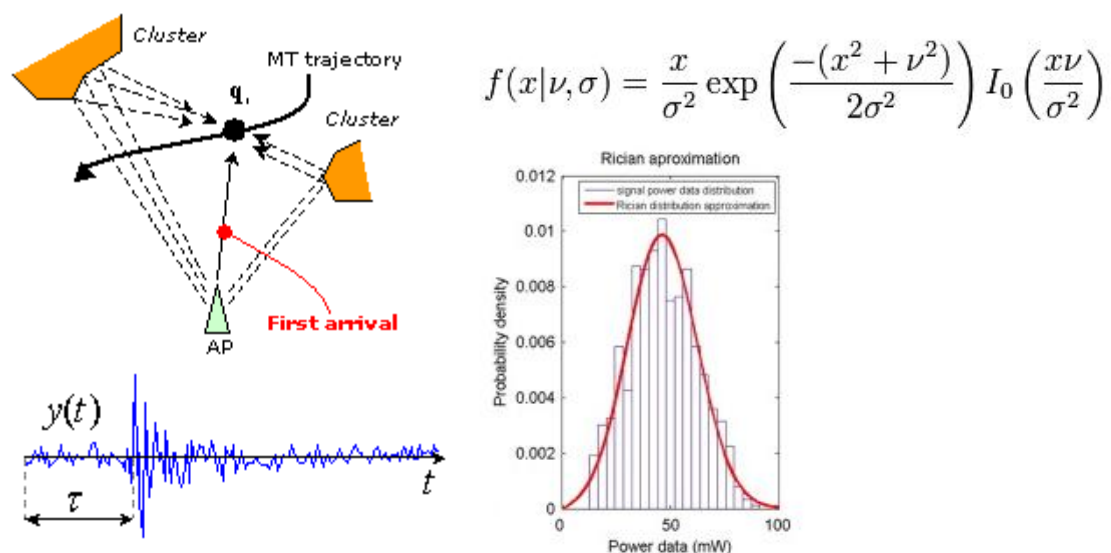 Cluster
MT trajectory
q,
Cluster
First arrival
AP
y(t)
τ
t
f(x|ν,σ) = x/σ² exp(−(x² + ν²)/2σ²) I₀(xν/σ²)
Rician aproximation
signal power data distribution
Rician distribution approximation
Probability density
0.012
0.01
0.008
0.006
0.004
0.002
0
0 50 100
Power data (mW)